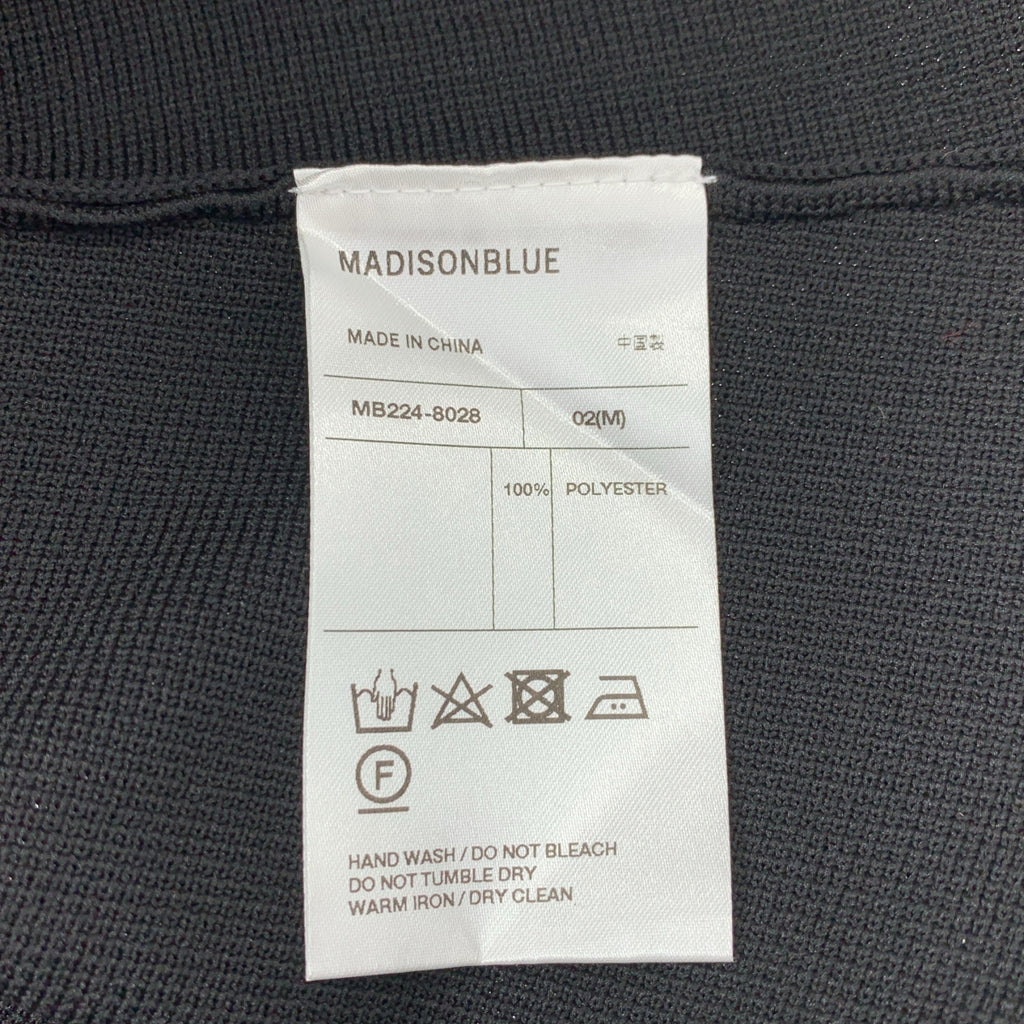 MADISONBLUE
MADE IN CHINA 中国製
MB224-8028 02(M)
100% POLYESTER
F
HAND WASH / DO NOT BLEACH
DO NOT TUMBLE DRY
WARM IRON / DRY CLEAN